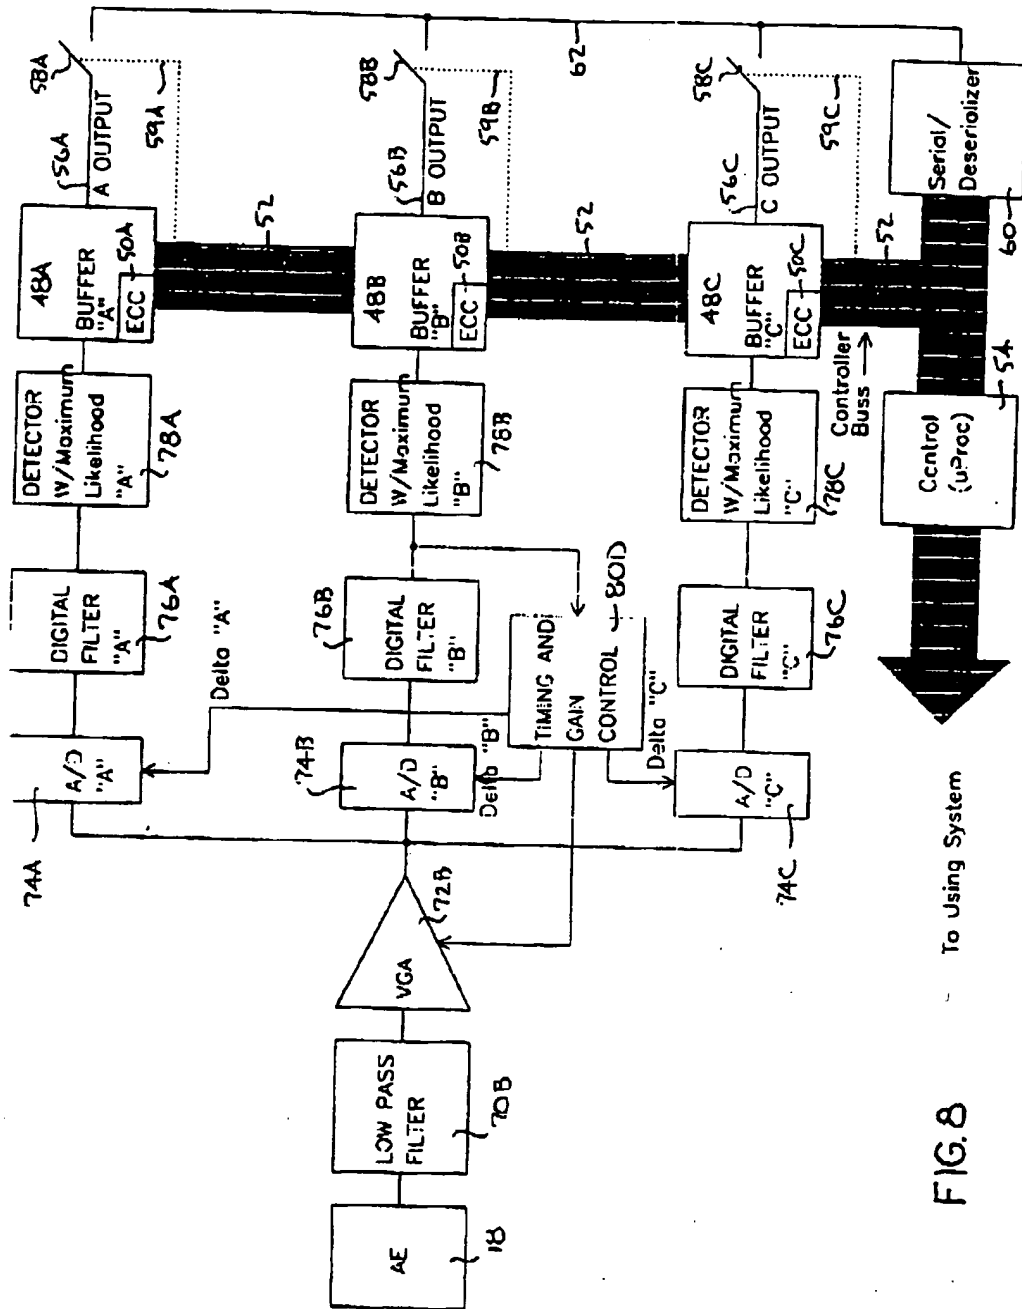 AE
18
LOW PASS
FILTER
70B
VGA
72B
74A
A/D
"A"
74B
A/D
"B"
74C
A/D
"C"
Delta "A"
Delta "B"
Delta "C"
TIMING AND
GAIN
CONTROL
80D
DIGITAL
FILTER
"A"
76A
DIGITAL
FILTER
"B"
76B
DIGITAL
FILTER
"C"
76C
DETECTOR
W/Maximum
Likelihood
"A"
78A
DETECTOR
W/Maximum
Likelihood
"B"
78B
DETECTOR
W/Maximum
Likelihood
"C"
78C
48A
BUFFER
"A"
ECC
50A
48B
BUFFER
"B"
ECC
50B
48C
BUFFER
"C"
ECC
50C
52
52
52
56A
A OUTPUT
58A
59A
56B
B OUTPUT
58B
59B
56C
C OUTPUT
58C
59C
62
Serial/
Deserializer
60
Controller
Buss
Control
(uProc)
54
To Using System
FIG. 8